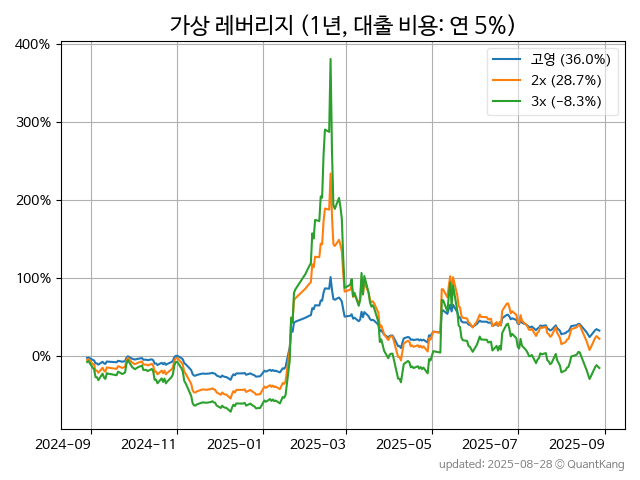 가상 레버리지 (1년, 대출 비용: 연 5%)
400%
300%
200%
100%
0%
고영 (36.0%)
2x (28.7%)
3x (−8.3%)
2024-09
2024-11
2025-01
2025-03
2025-05
2025-07
2025-09
updated: 2025-08-28 © QuantKang